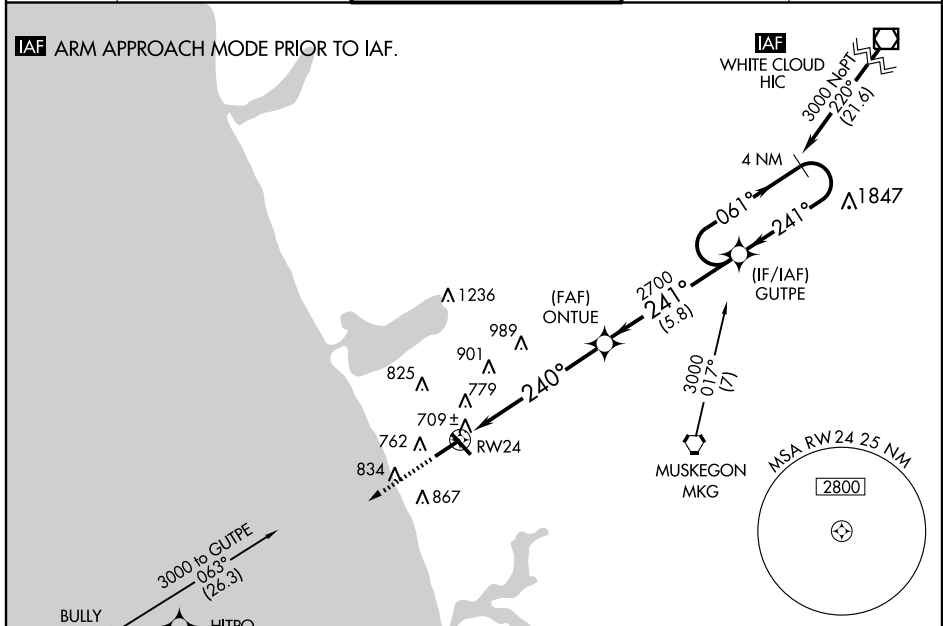 IAF ARM APPROACH MODE PRIOR TO IAF.
IAF
WHITE CLOUD
HIC
3000 NoPT
220°
(21.6)
4 NM
061°
241°
1847
(IF/IAF)
GUTPE
2700
241°
(5.8)
(FAF)
ONTUE
1236
989
901
825
779
240°
709±
762
RW24
834
867
3000
017°
(7)
MUSKEGON
MKG
MSA RW 24 25 NM
2800
3000 to GUTPE
063°
(26.3)
BULLY
HITRO